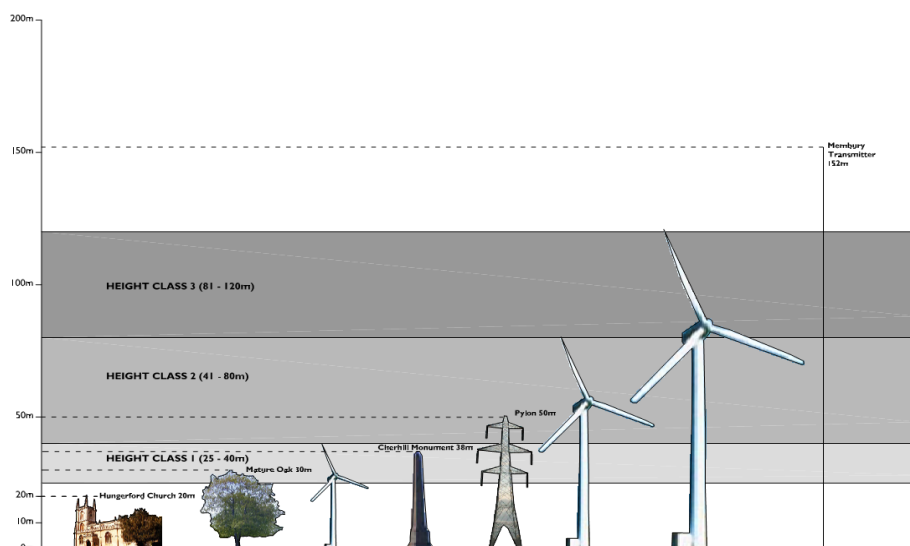 200m
150m
Membury
Transmitter
152m
100m
HEIGHT CLASS 3 (81 - 120m)
HEIGHT CLASS 2 (41 - 80m)
50m
Pylon 50m
Cherhill Monument 38m
HEIGHT CLASS 1 (25 - 40m)
Mature Oak 30m
20m
Hungerford Church 20m
10m